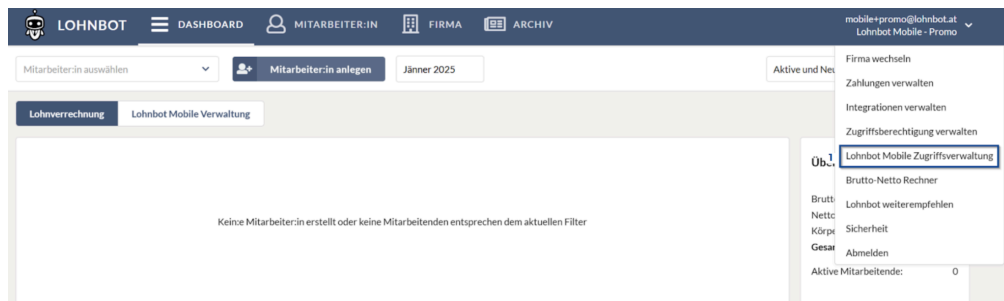 LOHNBOT
DASHBOARD
MITARBEITER:IN
FIRMA
ARCHIV
mobile+promo@lohnbot.at
Lohnbot Mobile - Promo
Mitarbeiter:in auswählen
Mitarbeiter:in anlegen
Jänner 2025
Aktive und Neu
Firma wechseln
Zahlungen verwalten
Integrationen verwalten
Zugriffsberechtigung verwalten
1
Lohnbot Mobile Zugriffsverwaltung
Brutto-Netto Rechner
Lohnbot weiterempfehlen
Sicherheit
Abmelden
Lohnverrechnung
Lohnbot Mobile Verwaltung
Kein:e Mitarbeiter:in erstellt oder keine Mitarbeitenden entsprechen dem aktuellen Filter
Übe
Brutt
Netto
Körpe
Gesar
Aktive Mitarbeitende: 0